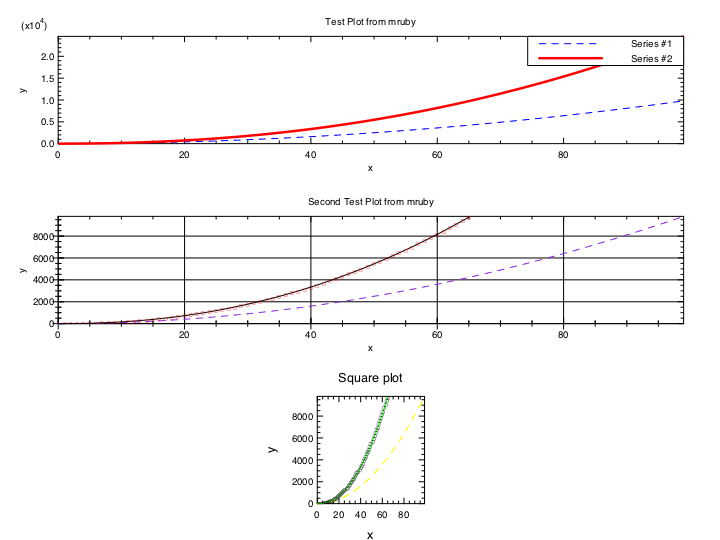 (x10^4)
Test Plot from mruby
Series #1
Series #2
2.0
1.5
1.0
0.5
0.0
y
0 20 40 60 80
x
Second Test Plot from mruby
8000
6000
4000
2000
0
y
0 20 40 60 80
x
Square plot
8000
6000
4000
2000
0
y
0 20 40 60 80
x